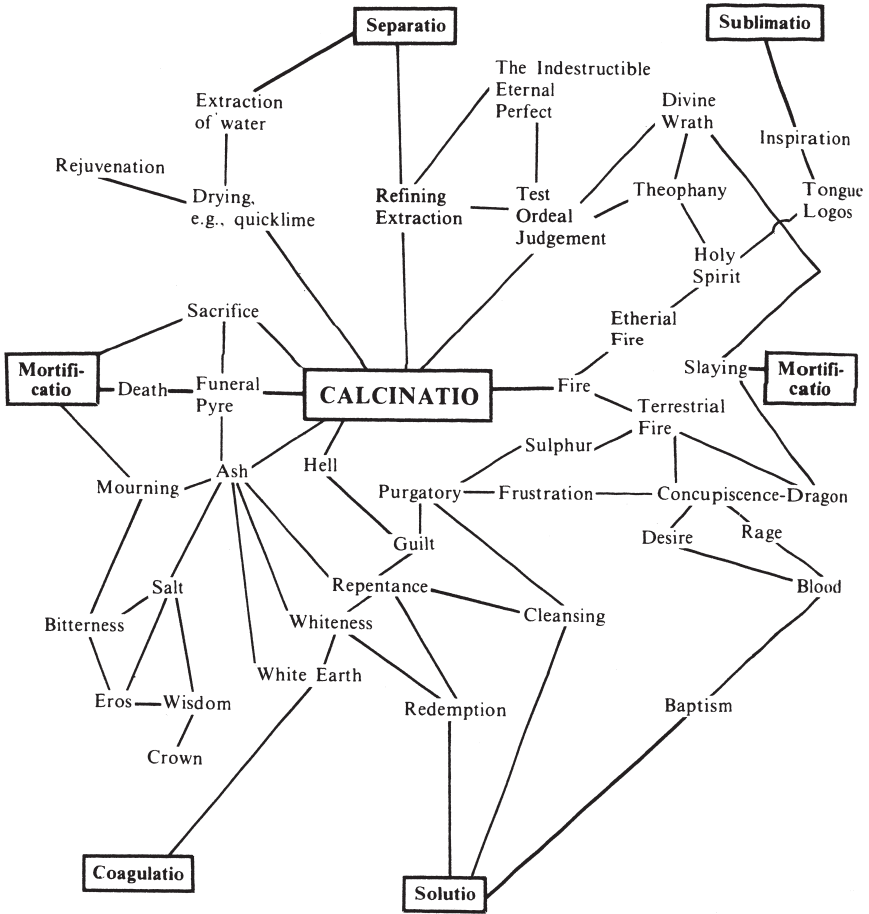 Separatio
Sublimatio
The Indestructible
Eternal
Perfect
Extraction
of water
Divine
Wrath
Inspiration
Rejuvenation
Drying,
e.g., quicklime
Refining
Extraction
Test
Ordeal
Judgement
Theophany
Tongue
Logos
Holy
Spirit
Sacrifice
Etherial
Fire
Mortifi-
catio
Death
Funeral
Pyre
CALCINATIO
Fire
Slaying
Mortifi-
catio
Terrestrial
Fire
Sulphur
Hell
Ash
Mourning
Purgatory
Frustration
Concupiscence-Dragon
Desire
Rage
Guilt
Salt
Repentance
Blood
Bitterness
Whiteness
Cleansing
White Earth
Eros
Wisdom
Redemption
Baptism
Crown
Coagulatio
Solutio